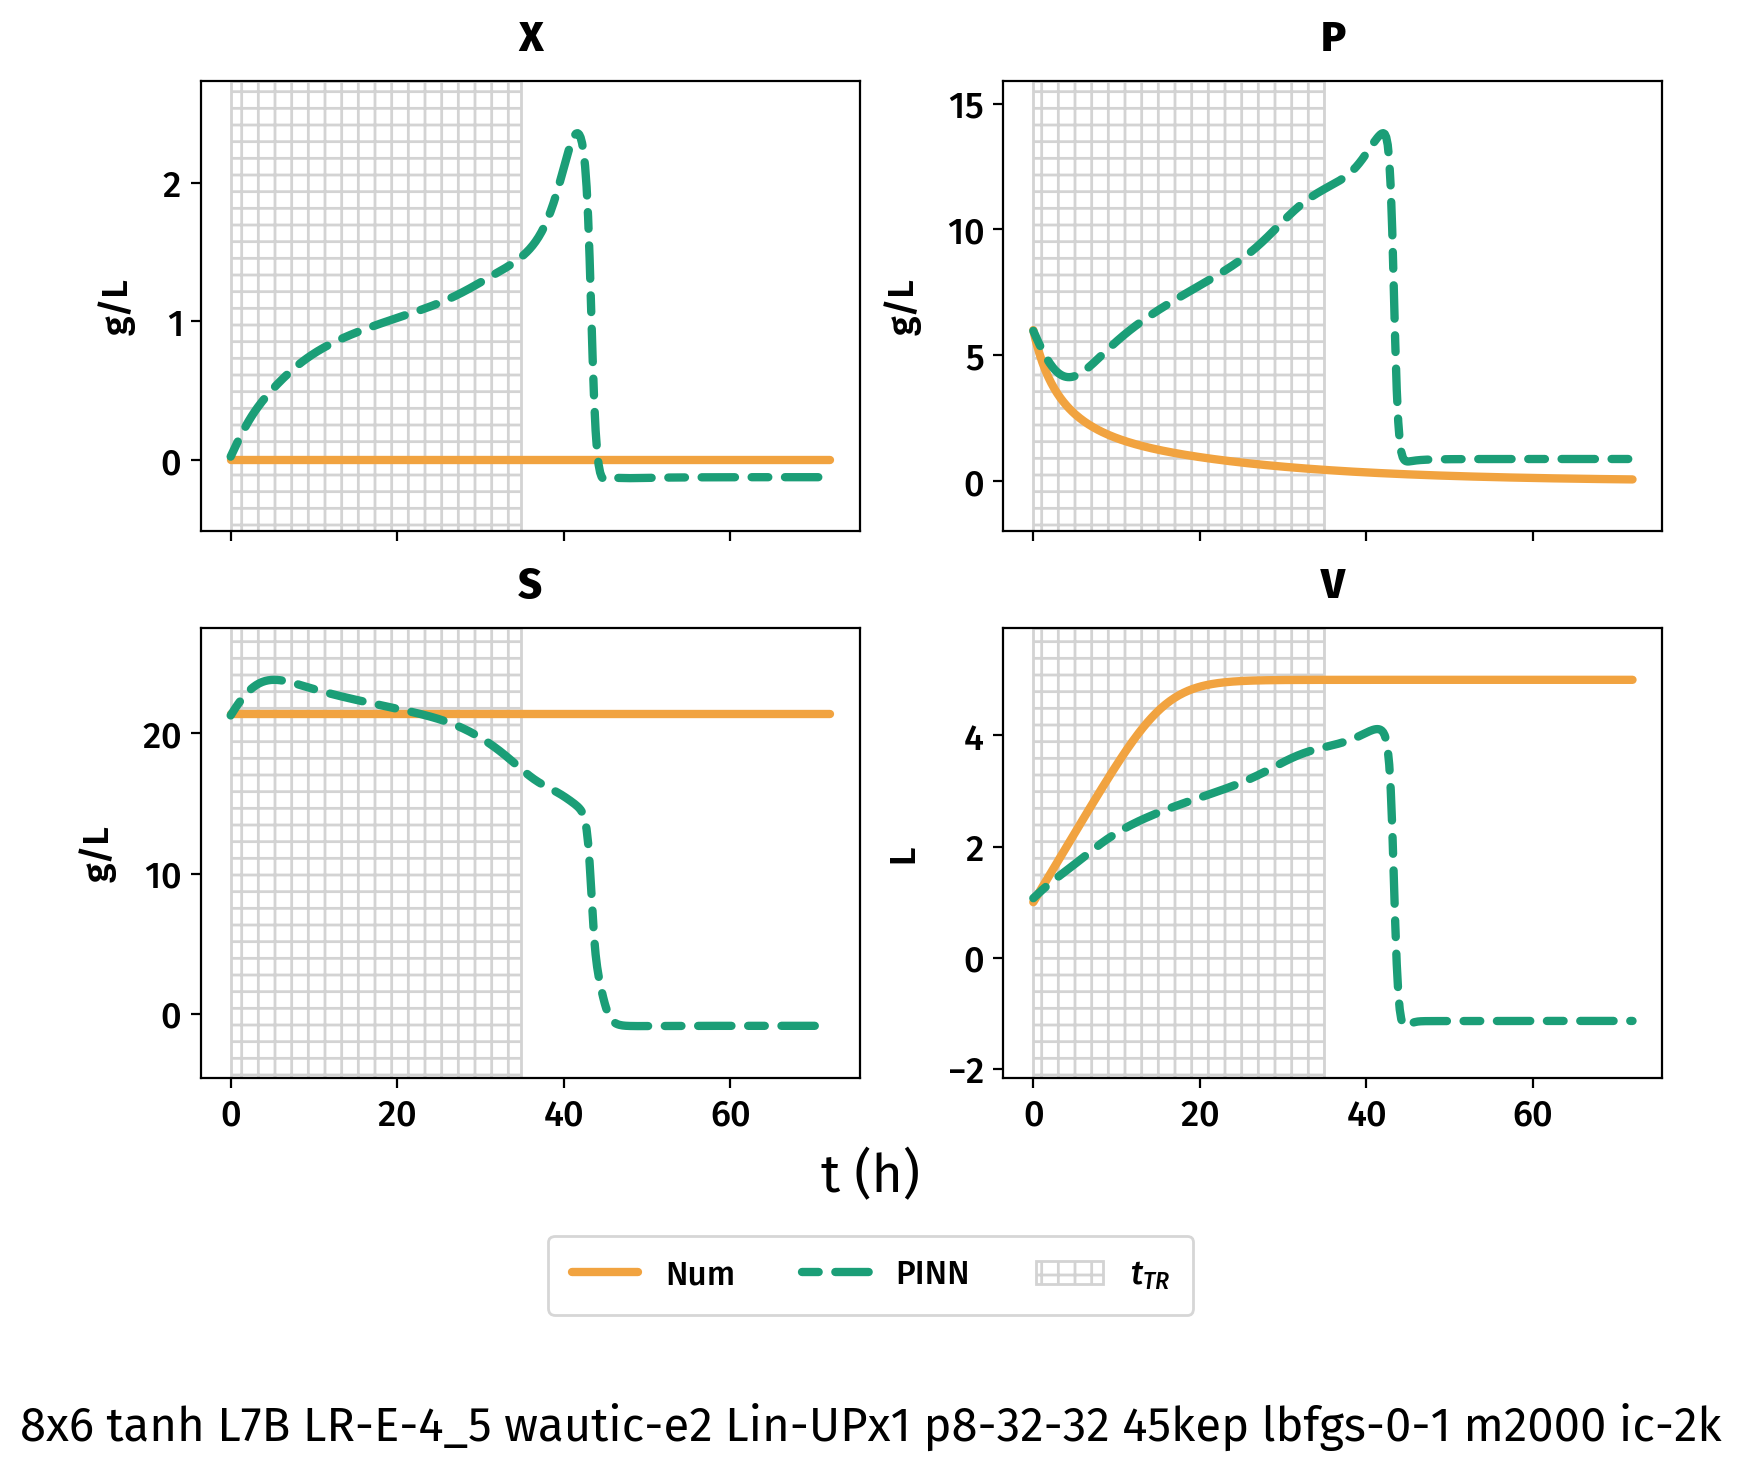 X
P
2
1
0
g/L
15
10
5
0
g/L
S
V
20
10
0
g/L
4
2
0
−2
L
0 20 40 60
0 20 40 60
t (h)
Num PINN t_TR
8x6 tanh L7B LR-E-4_5 wautic-e2 Lin-UPx1 p8-32-32 45kep lbfgs-0-1 m2000 ic-2k